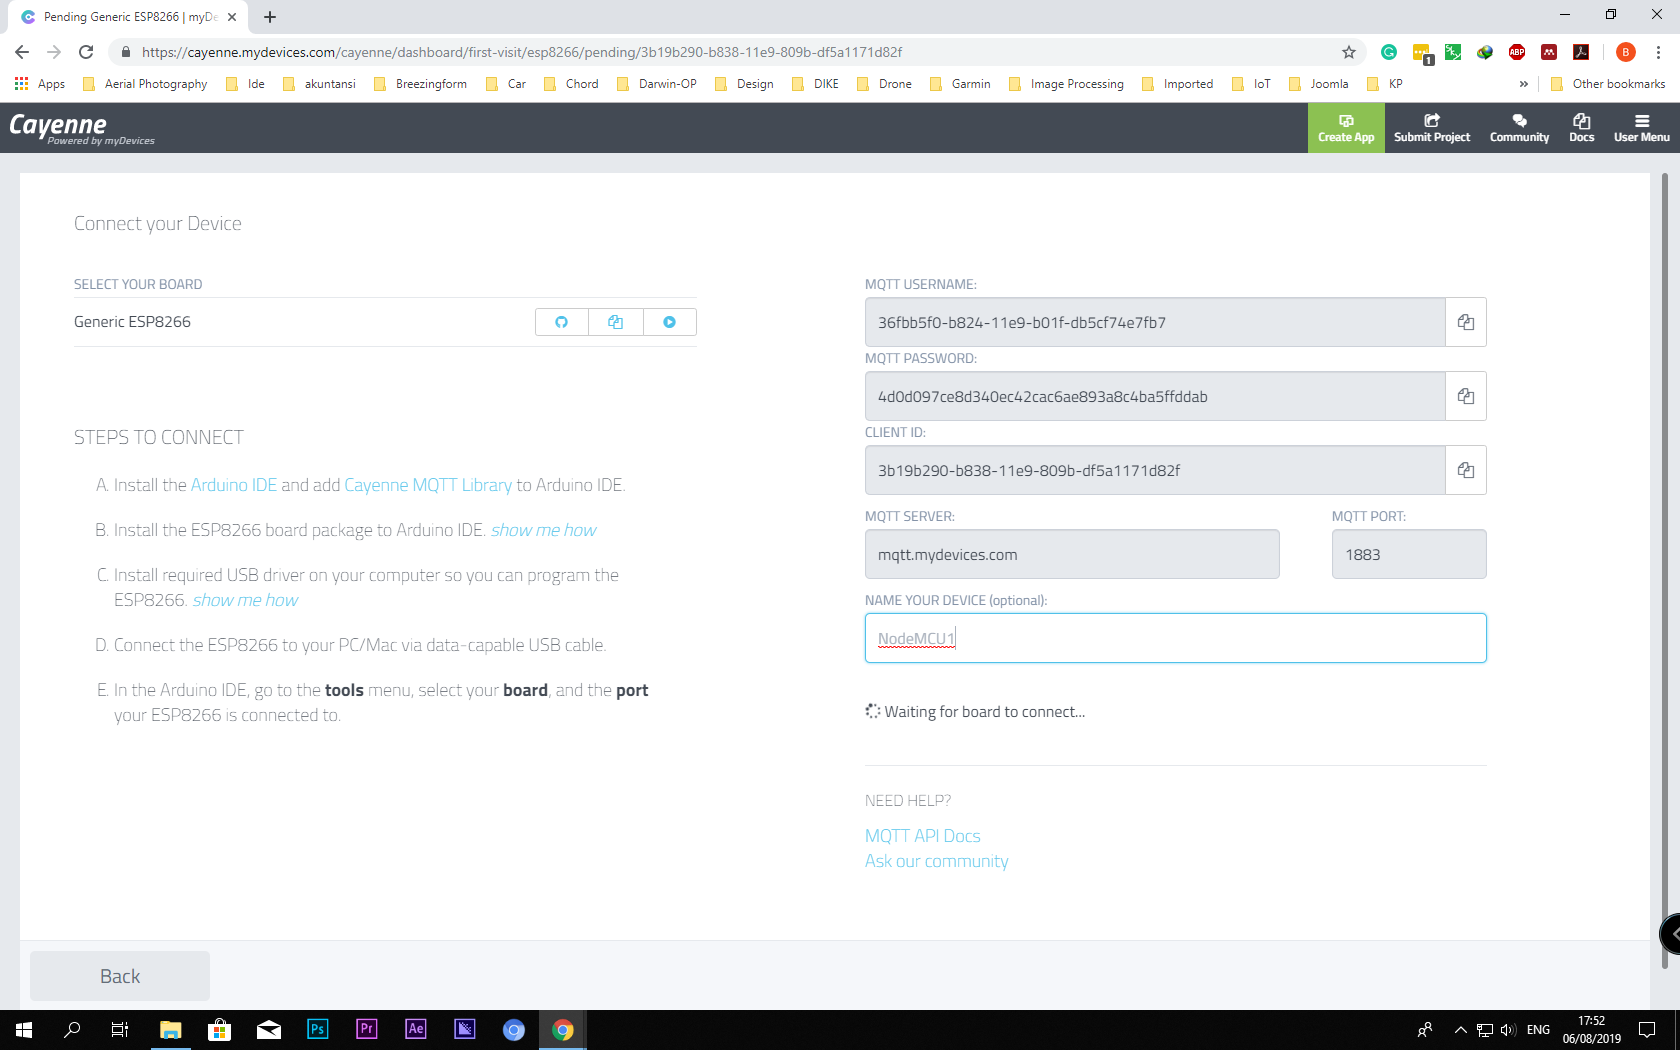 Pending Generic ESP8266 | myDe
https://cayenne.mydevices.com/cayenne/dashboard/first-visit/esp8266/pending/3b19b290-b838-11e9-809b-df5a1171d82f
1
ABP
B
Apps
Aerial Photography
Ide
akuntansi
Breezingform
Car
Chord
Darwin-OP
Design
DIKE
Drone
Garmin
Image Processing
Imported
IoT
Joomla
KP
»
Other bookmarks
Cayenne
Powered by myDevices
Create App
Submit Project
Community
Docs
User Menu
Connect your Device
SELECT YOUR BOARD
Generic ESP8266
STEPS TO CONNECT
A. Install the Arduino IDE and add Cayenne MQTT Library to Arduino IDE.
B. Install the ESP8266 board package to Arduino IDE. show me how
C. Install required USB driver on your computer so you can program the
ESP8266. show me how
D. Connect the ESP8266 to your PC/Mac via data-capable USB cable.
E. In the Arduino IDE, go to the tools menu, select your board, and the port
your ESP8266 is connected to.
MQTT USERNAME:
36fbb5f0-b824-11e9-b01f-db5cf74e7fb7
MQTT PASSWORD:
4d0d097ce8d340ec42cac6ae893a8c4ba5ffddab
CLIENT ID:
3b19b290-b838-11e9-809b-df5a1171d82f
MQTT SERVER:
mqtt.mydevices.com
MQTT PORT:
1883
NAME YOUR DEVICE (optional):
NodeMCU1
Waiting for board to connect...
NEED HELP?
MQTT API Docs
Ask our community
Back
Ps
Pr
Ae
ENG
17:52
06/08/2019